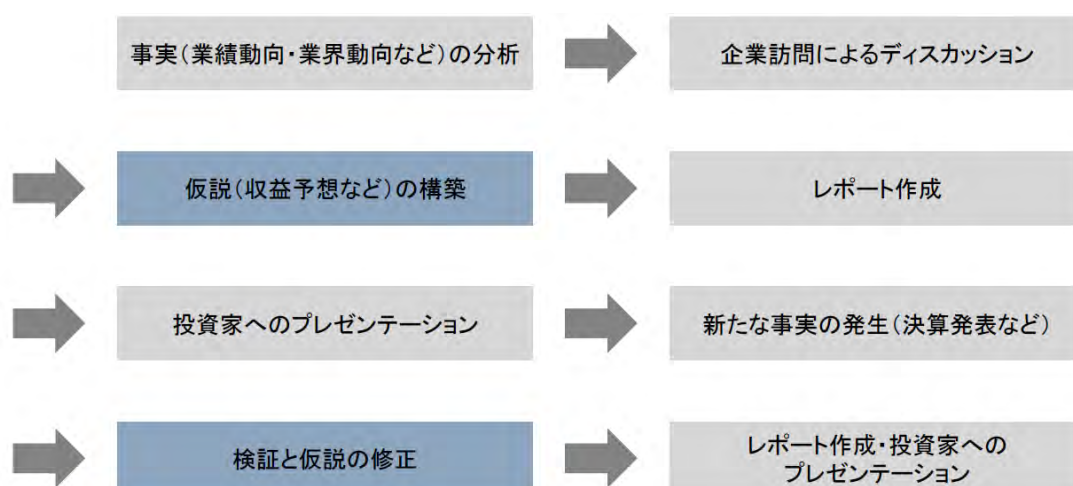 事実（業績動向・業界動向など）の分析
企業訪問によるディスカッション
仮説（収益予想など）の構築
レポート作成
投資家へのプレゼンテーション
新たな事実の発生（決算発表など）
検証と仮説の修正
レポート作成・投資家への
プレゼンテーション